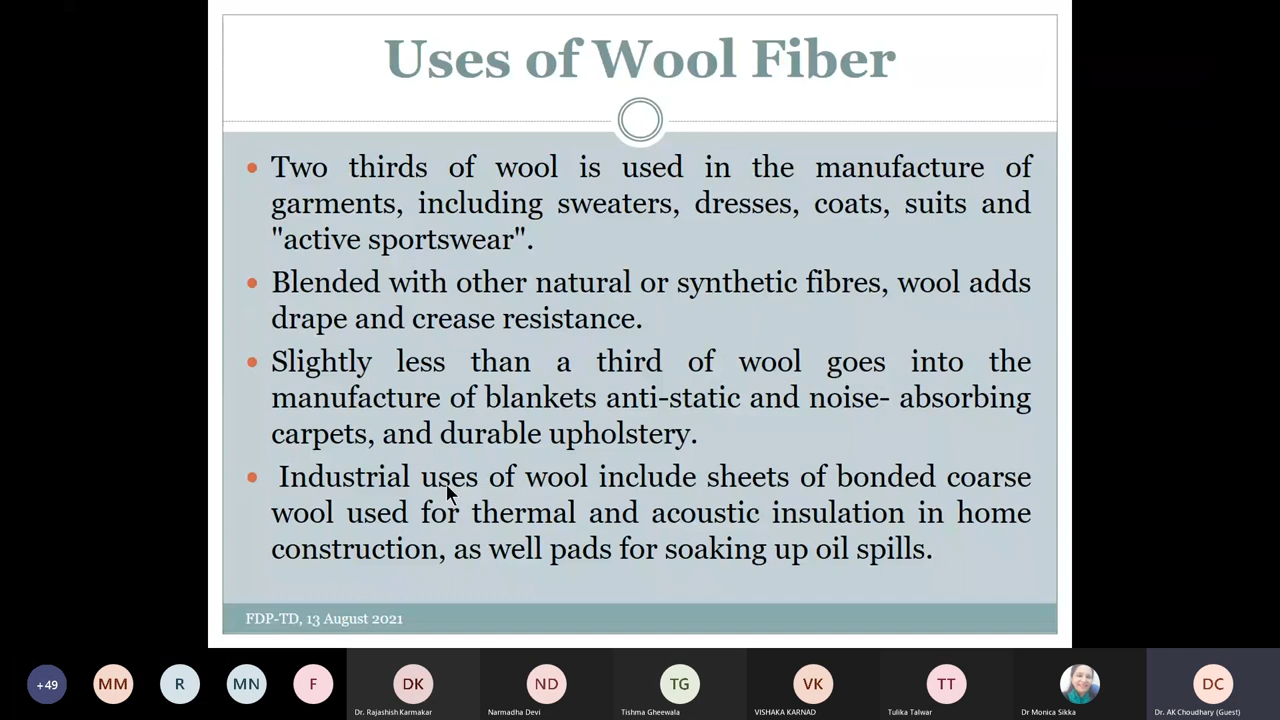 Uses of Wool Fiber
• Two thirds of wool is used in the manufacture of
garments, including sweaters, dresses, coats, suits and
"active sportswear".
• Blended with other natural or synthetic fibres, wool adds
drape and crease resistance.
• Slightly less than a third of wool goes into the
manufacture of blankets anti-static and noise- absorbing
carpets, and durable upholstery.
• Industrial uses of wool include sheets of bonded coarse
wool used for thermal and acoustic insulation in home
construction, as well pads for soaking up oil spills.
FDP-TD, 13 August 2021
+49
MM
R
MN
F
DK
ND
TG
VK
TT
DC
Dr. Rajashish Karmakar
Narmadha Devi
Tishma Gheewala
VISHAKA KARNAD
Tulika Talwar
Dr Monica Sikka
Dr. AK Choudhary (Guest)